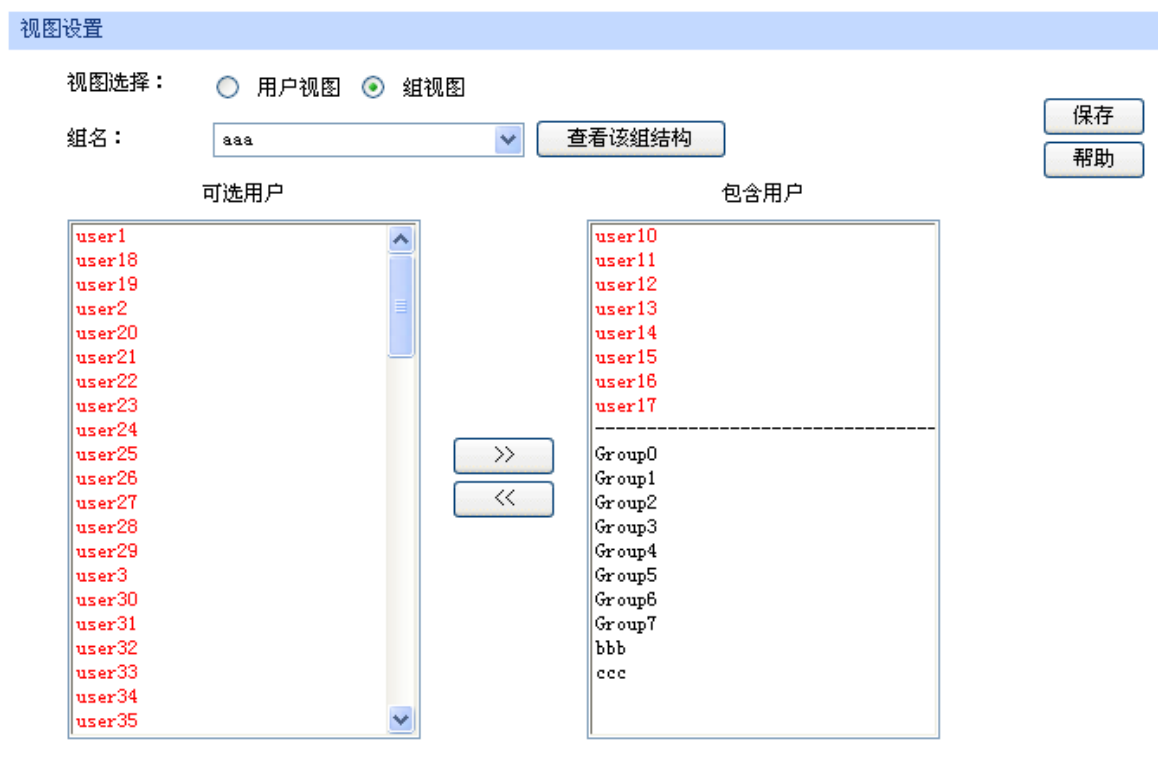 视图设置
视图选择： 用户视图 组视图
组名： aaa 查看该组结构
保存
帮助
可选用户
包含用户
user1
user18
user19
user2
user20
user21
user22
user23
user24
user25
user26
user27
user28
user29
user3
user30
user31
user32
user33
user34
user35
>>
<<
user10
user11
user12
user13
user14
user15
user16
user17
---------------------------------
Group0
Group1
Group2
Group3
Group4
Group5
Group6
Group7
bbb
ccc